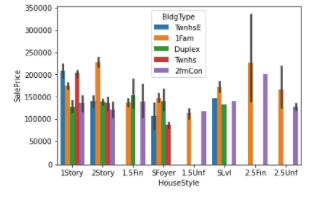 350000
300000
250000
200000
150000
100000
50000
0
SalePrice
BldgType
TwnhsE
1Fam
Duplex
Twnhs
2fmCon
1Story 2Story 1.5Fin SFoyer 1.5Unf SLvl 2.5Fin 2.5Unf
HouseStyle